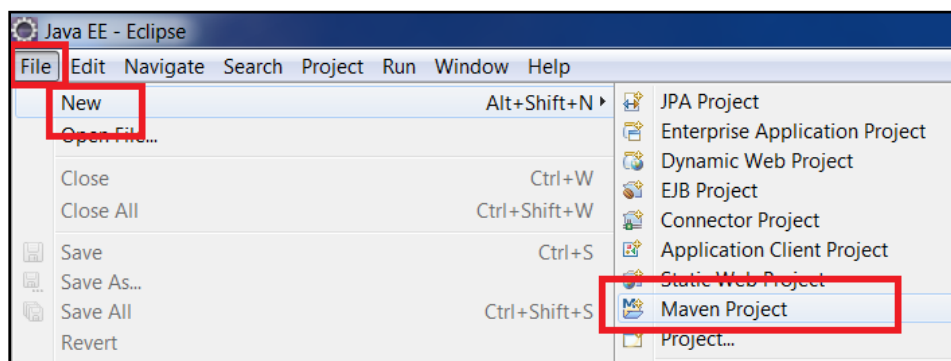 Java EE - Eclipse
File Edit Navigate Search Project Run Window Help
New Alt+Shift+N
Open File...
Close Ctrl+W
Close All Ctrl+Shift+W
Save Ctrl+S
Save As...
Save All Ctrl+Shift+S
Revert
JPA Project
Enterprise Application Project
Dynamic Web Project
EJB Project
Connector Project
Application Client Project
Static Web Project
Maven Project
Project...